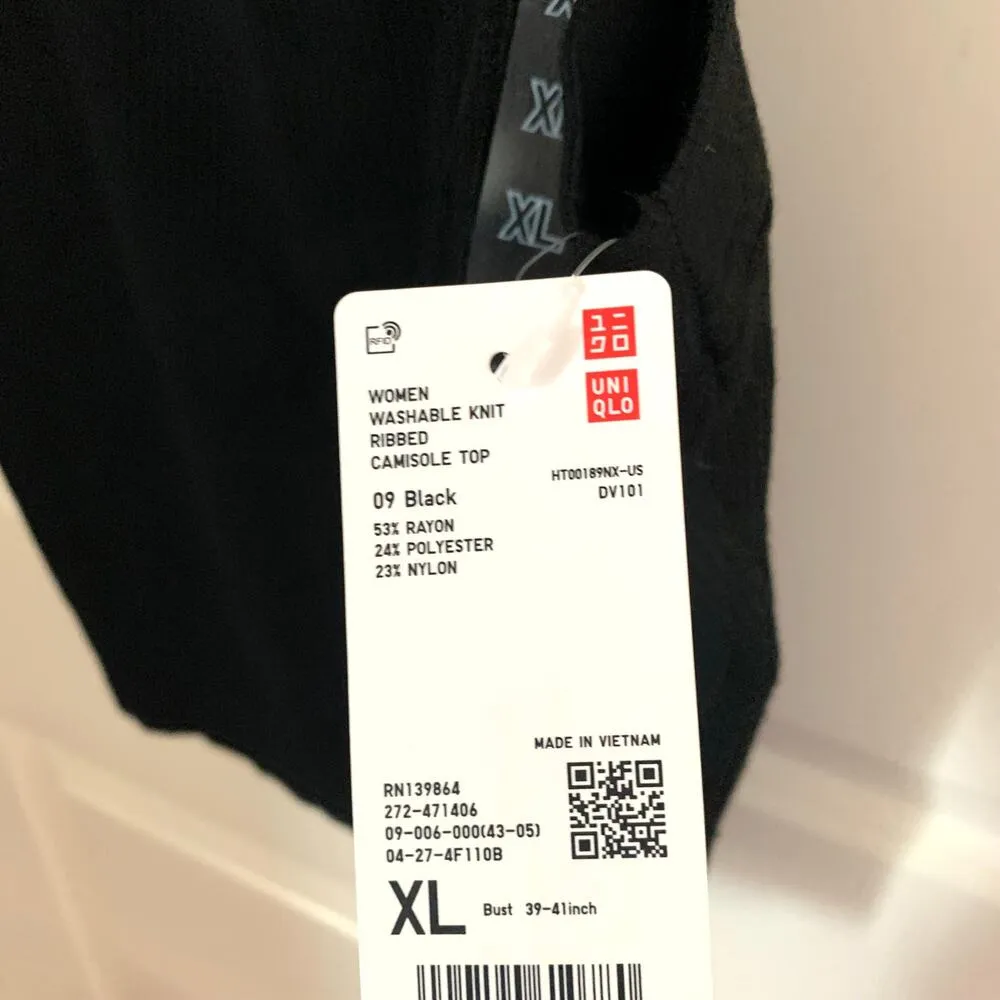 XL
XL
RFID
ユニ
クロ
UNI
QLO
WOMEN
WASHABLE KNIT
RIBBED
CAMISOLE TOP
HT00189NX-US
DV101
09 Black
53% RAYON
24% POLYESTER
23% NYLON
MADE IN VIETNAM
RN139864
272-471406
09-006-000(43-05)
04-27-4F110B
XL Bust 39-41inch